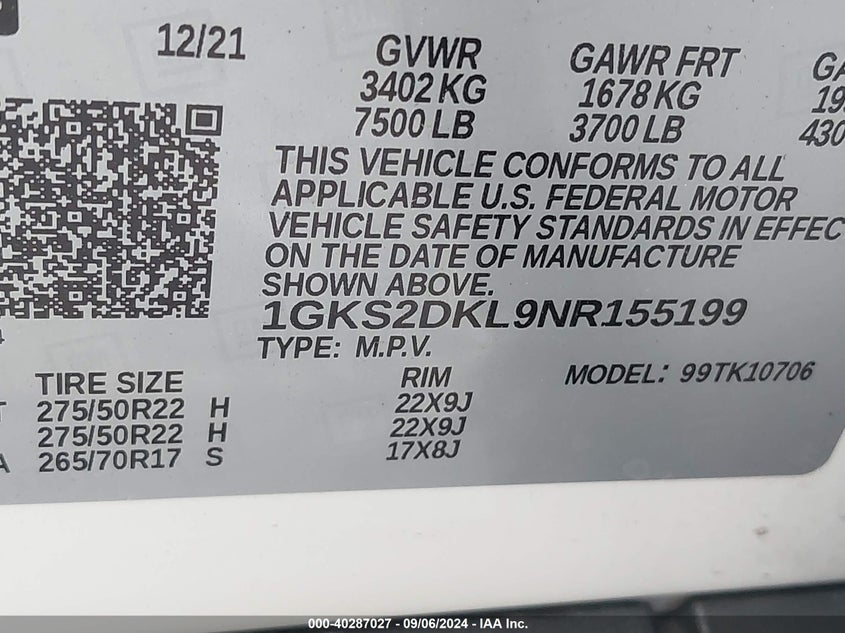 12/21 GVWR GAWR FRT
3402 KG 1678 KG
7500 LB 3700 LB
THIS VEHICLE CONFORMS TO ALL
APPLICABLE U.S. FEDERAL MOTOR
VEHICLE SAFETY STANDARDS IN EFFEC
ON THE DATE OF MANUFACTURE
SHOWN ABOVE.
1GKS2DKL9NR155199
TYPE: M.P.V.
TIRE SIZE RIM MODEL: 99TK10706
275/50R22 H 22X9J
275/50R22 H 22X9J
265/70R17 S 17X8J
000-40287027 - 09/06/2024 - IAA Inc.